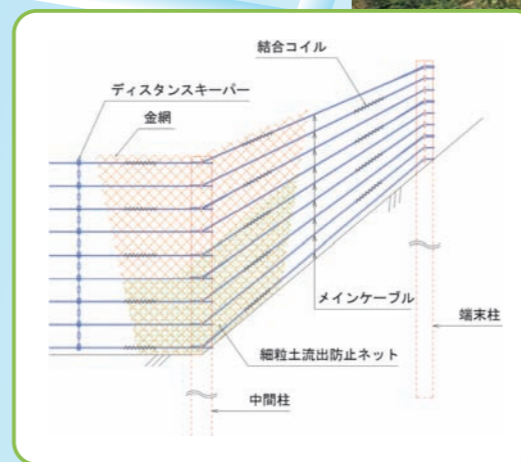 結合コイル
ディスタンスキーパー
金網
メインケーブル
端末柱
細粒土流出防止ネット
中間柱